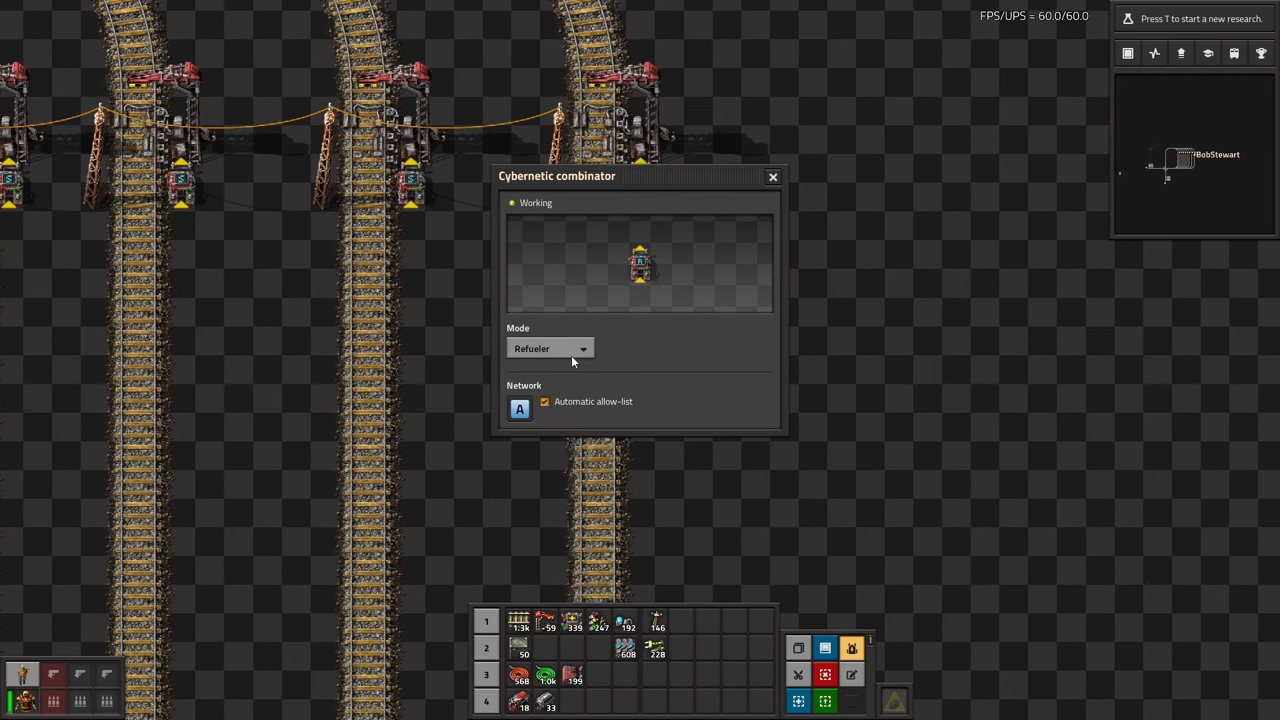 FPS/UPS = 60.0/60.0
Press T to start a new research.
BobStewart
Cybernetic combinator
Working
S
S
S
n
Mode
Refueler
Network
A
Automatic allow-list
1
1.3k
59
339
247
192
146
2
50
608
228
3
568
1.0k
199
4
18
33